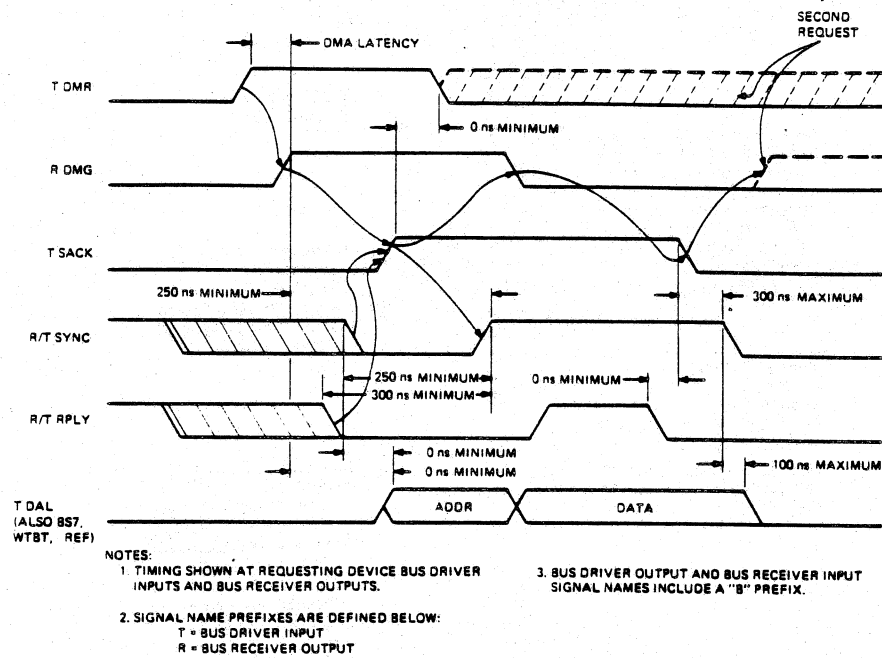 SECOND
REQUEST
DMA LATENCY
T DMR
0 ns MINIMUM
R DMG
T SACK
250 ns MINIMUM
300 ns MAXIMUM
R/T SYNC
250 ns MINIMUM
0 ns MINIMUM
300 ns MINIMUM
R/T RPLY
0 ns MINIMUM
0 ns MINIMUM
100 ns MAXIMUM
T DAL
(ALSO BS7,
WTBT, REF)
ADDR
DATA
NOTES:
1. TIMING SHOWN AT REQUESTING DEVICE BUS DRIVER
INPUTS AND BUS RECEIVER OUTPUTS.
2. SIGNAL NAME PREFIXES ARE DEFINED BELOW:
T = BUS DRIVER INPUT
R = BUS RECEIVER OUTPUT
3. BUS DRIVER OUTPUT AND BUS RECEIVER INPUT
SIGNAL NAMES INCLUDE A "B" PREFIX.